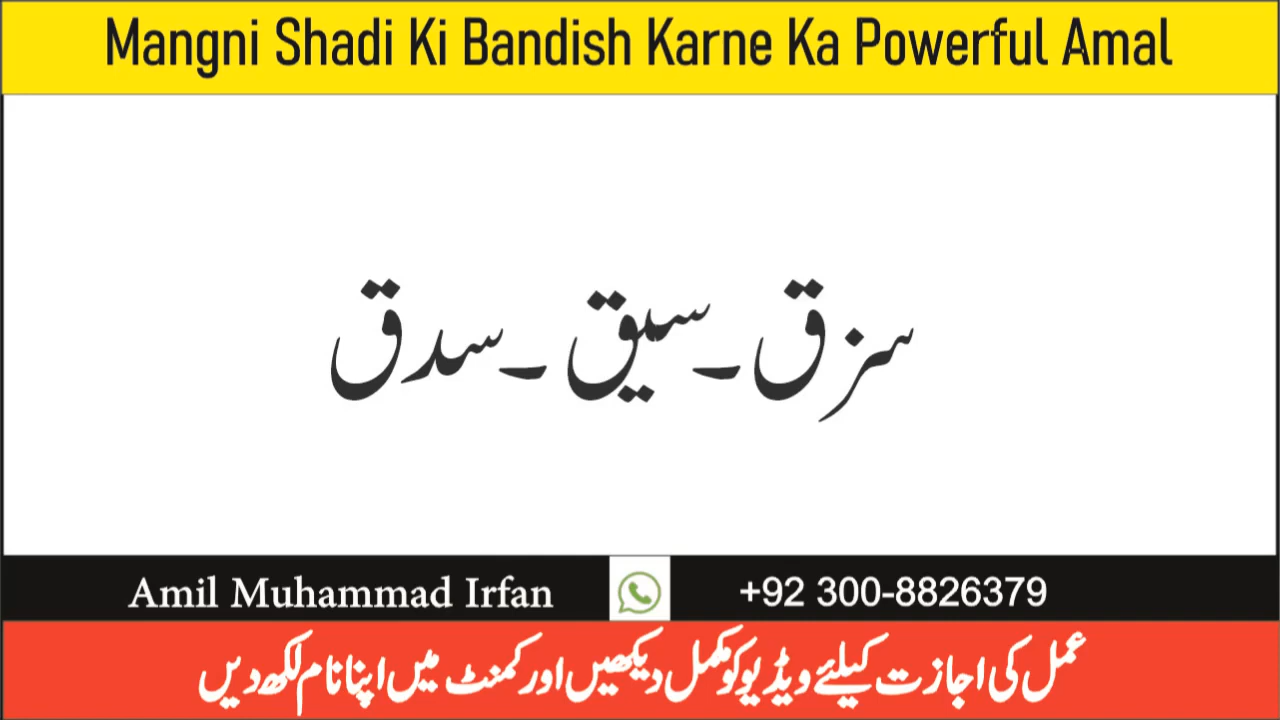 Mangni Shadi Ki Bandish Karne Ka Powerful Amal
سزق۔سیق۔سدق
Amil Muhammad Irfan +92 300-8826379
عمل کی اجازت کیلئے ویڈیو کو مکمل دیکھیں اور کمنٹ میں اپنا نام لکھ دیں